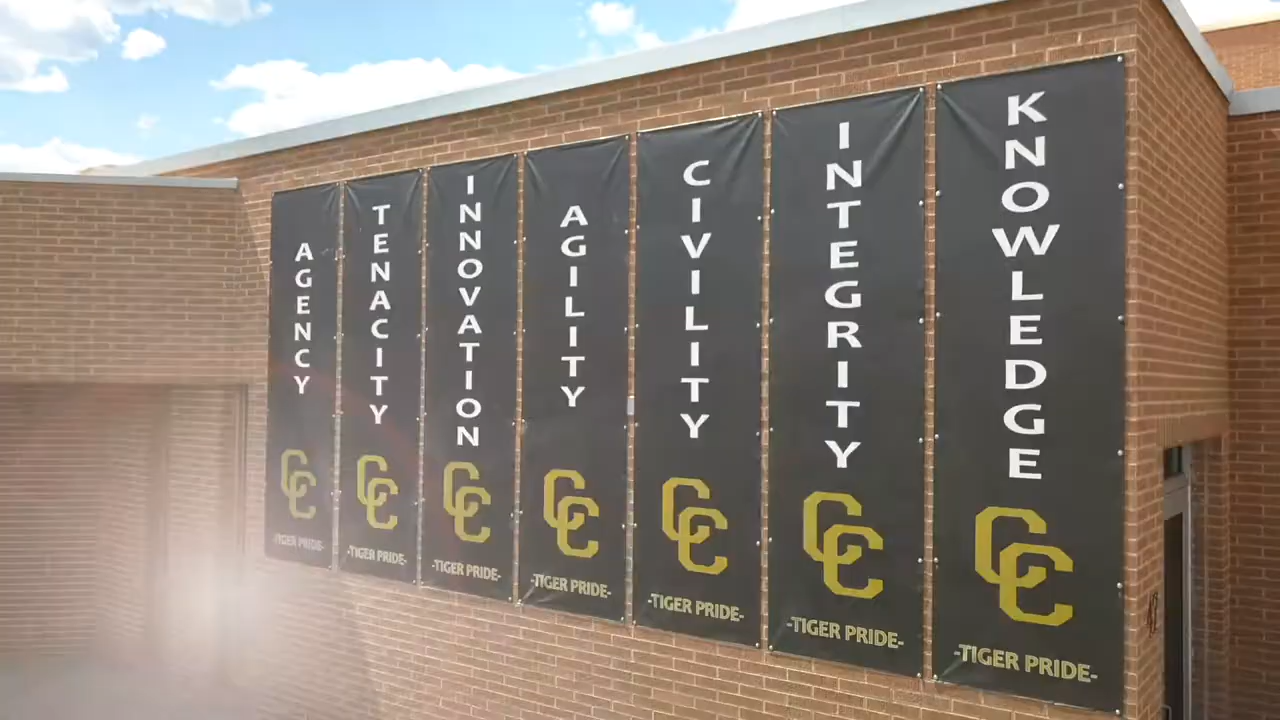 AGENCY
CC
-TIGER PRIDE-
TENACITY
CC
-TIGER PRIDE-
INNOVATION
CC
-TIGER PRIDE-
AGILITY
CC
-TIGER PRIDE-
CIVILITY
CC
-TIGER PRIDE-
INTEGRITY
CC
-TIGER PRIDE-
KNOWLEDGE
CC
-TIGER PRIDE-